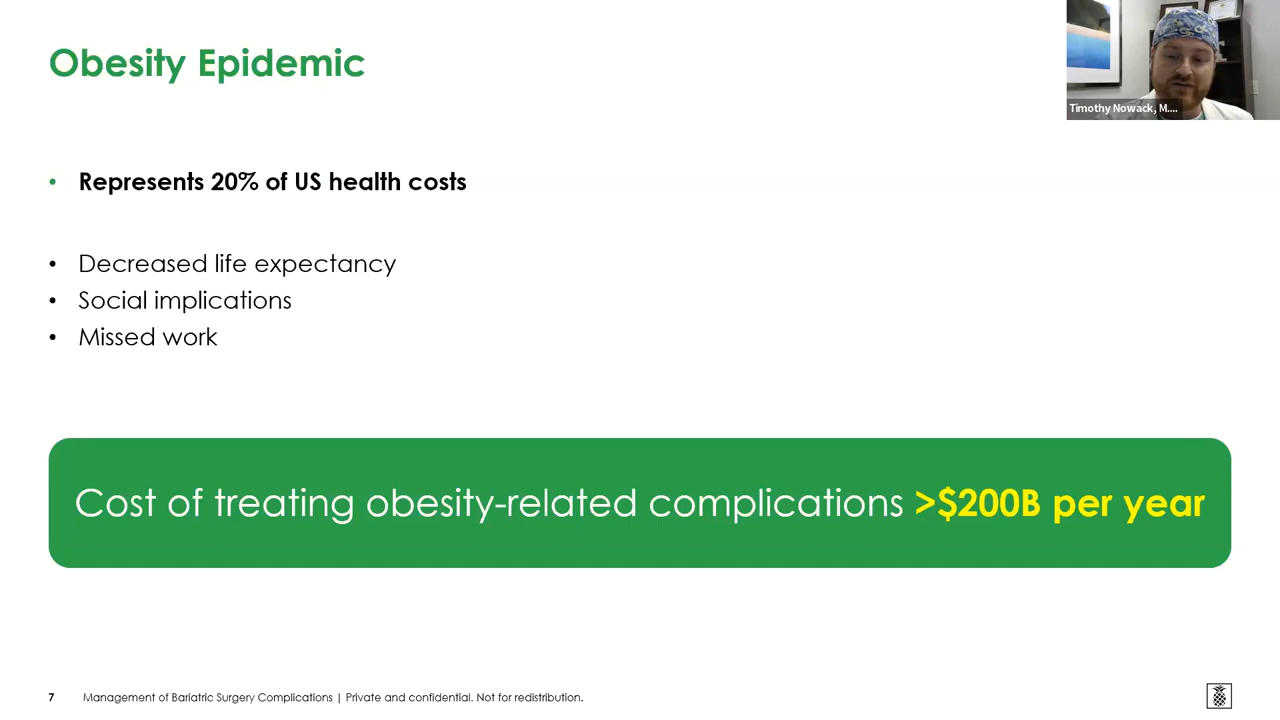 Obesity Epidemic
Timothy Nowack, M....
• Represents 20% of US health costs
• Decreased life expectancy
• Social implications
• Missed work
Cost of treating obesity-related complications >$200B per year
7 Management of Bariatric Surgery Complications | Private and confidential. Not for redistribution.